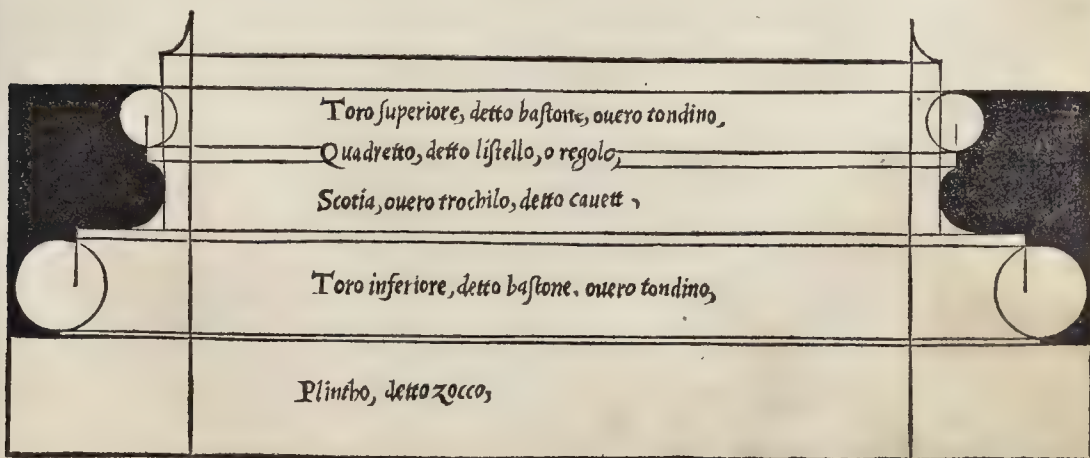 Toro ſuperiore, detto baſtone, ouero tondino,
Quadretto, detto liſtello, o regolo,
Scotia, ouero trochilo, detto cauett ,
Toro inferiore, detto baſtone, ouero tondino,
Plintho, detto zocco,